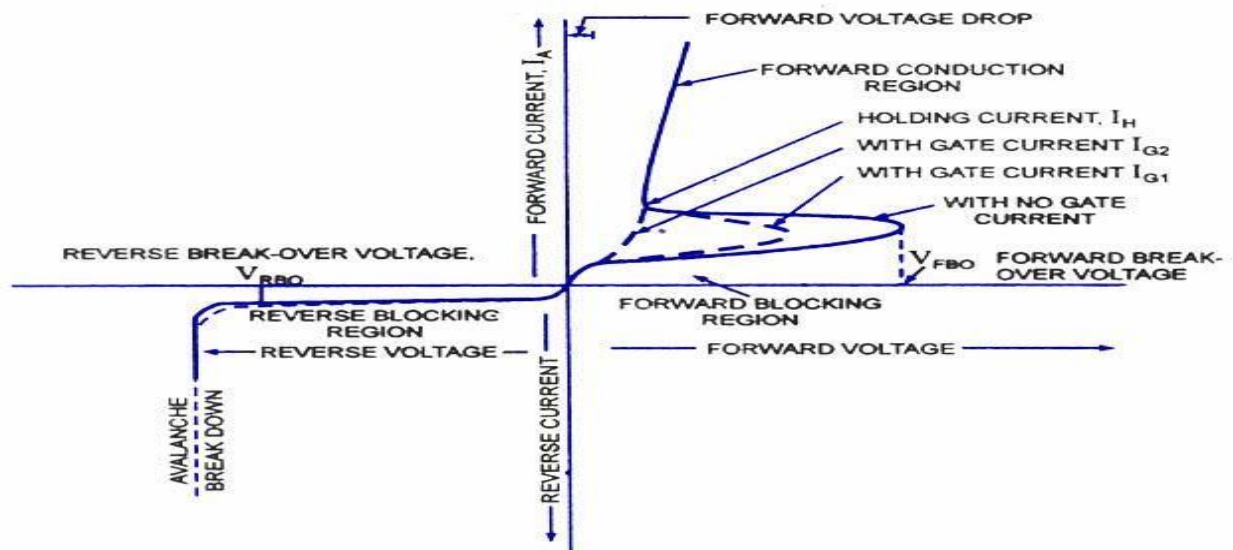 FORWARD VOLTAGE DROP
FORWARD CURRENT, I_A
FORWARD CONDUCTION
REGION
HOLDING CURRENT, I_H
WITH GATE CURRENT I_G2
WITH GATE CURRENT I_G1
WITH NO GATE
CURRENT
REVERSE BREAK-OVER VOLTAGE,
V_RBO
V_FBO FORWARD BREAK-
OVER VOLTAGE
FORWARD BLOCKING
REGION
REVERSE BLOCKING
REGION
REVERSE VOLTAGE
FORWARD VOLTAGE
AVALANCHE
BREAK DOWN
REVERSE CURRENT